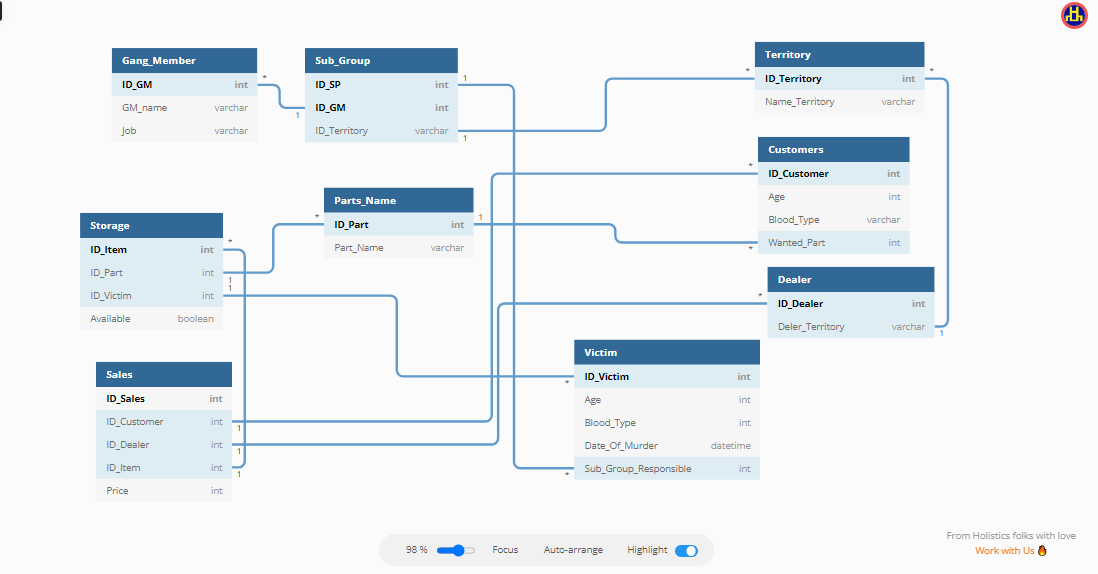 Gang_Member
ID_GM int
GM_name varchar
Job varchar
*
1
Sub_Group
ID_SP int
ID_GM int
ID_Territory varchar
1
1
Territory
ID_Territory int
Name_Territory varchar
*
*
Customers
ID_Customer int
Age int
Blood_Type varchar
Wanted_Part int
*
*
Parts_Name
ID_Part int
Part_Name varchar
*
1
Storage
ID_Item int
ID_Part int
ID_Victim int
Available boolean
*
1
1
Dealer
ID_Dealer int
Deler_Territory varchar
*
1
Victim
ID_Victim int
Age int
Blood_Type int
Date_Of_Murder datetime
Sub_Group_Responsible int
*
*
Sales
ID_Sales int
ID_Customer int
ID_Dealer int
ID_Item int
Price int
1
1
1
98 % Focus Auto-arrange Highlight
From Holistics folks with love
Work with Us